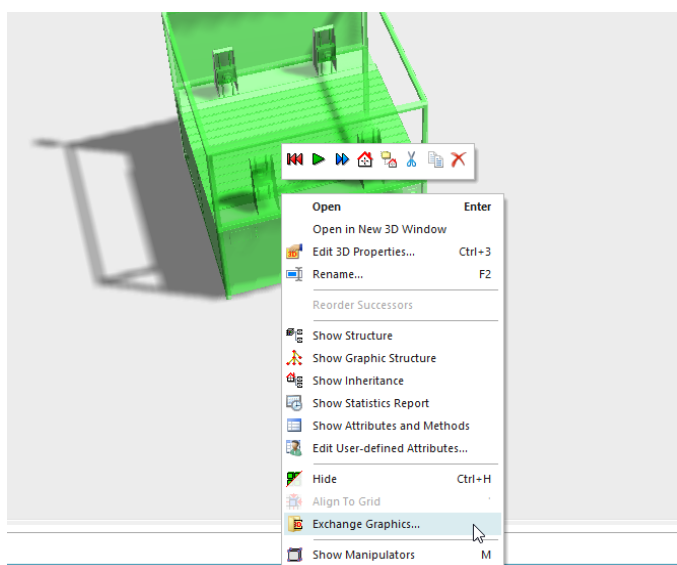 Open Enter
Open in New 3D Window
3D
Edit 3D Properties... Ctrl+3
Rename... F2
Reorder Successors
Show Structure
Show Graphic Structure
Show Inheritance
Show Statistics Report
Show Attributes and Methods
Edit User-defined Attributes...
Hide Ctrl+H
Align To Grid '
Exchange Graphics...
Show Manipulators M